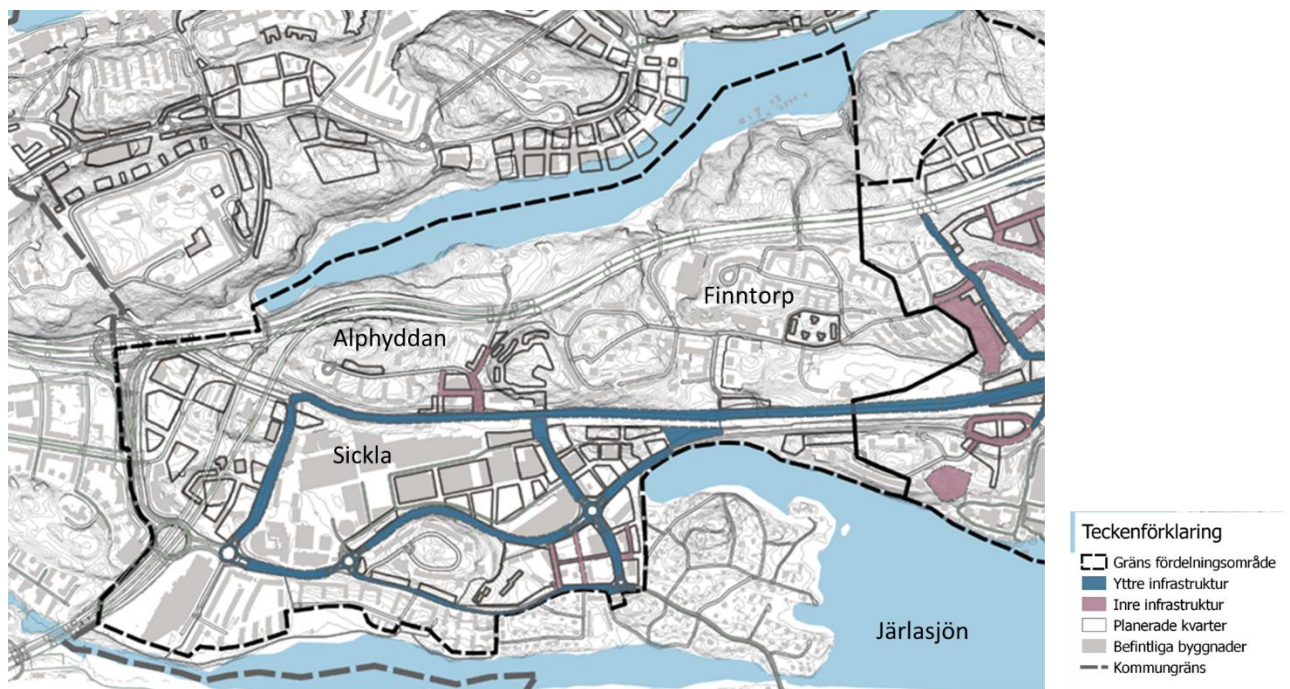 Finntorp
Alphyddan
Sickla
Järlasjön
Teckenförklaring
Gräns fördelningsområde
Yttre infrastruktur
Inre infrastruktur
Planerade kvarter
Befintliga byggnader
Kommungräns